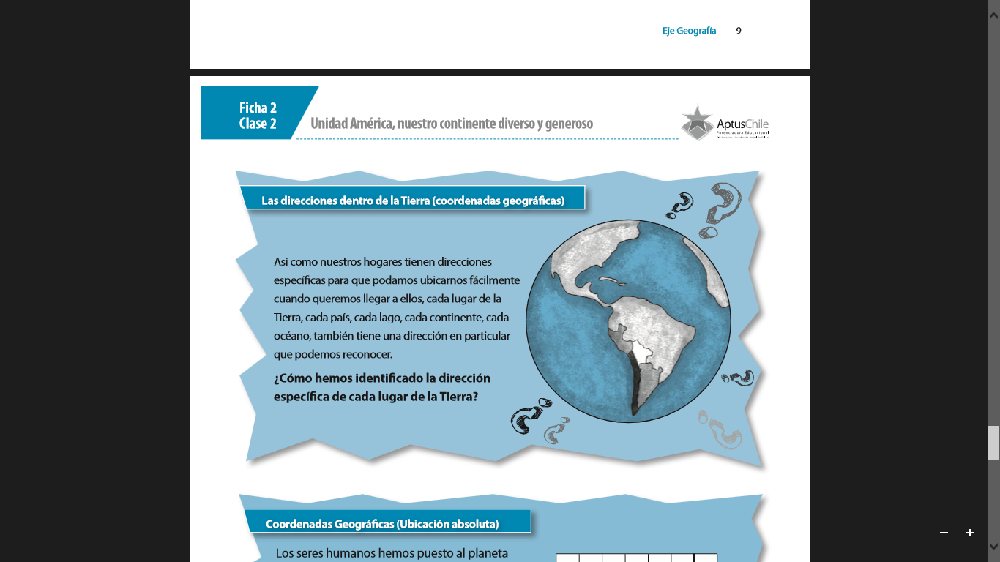 Eje Geografía 9
Ficha 2
Clase 2
Unidad América, nuestro continente diverso y generoso
AptusChile
Potenciadora Educacional
Las direcciones dentro de la Tierra (coordenadas geográficas)
Así como nuestros hogares tienen direcciones
específicas para que podamos ubicarnos fácilmente
cuando queremos llegar a ellos, cada lugar de la
Tierra, cada país, cada lago, cada continente, cada
océano, también tiene una dirección en particular
que podemos reconocer.
¿Cómo hemos identificado la dirección
específica de cada lugar de la Tierra?
Coordenadas Geográficas (Ubicación absoluta)
Los seres humanos hemos puesto al planeta